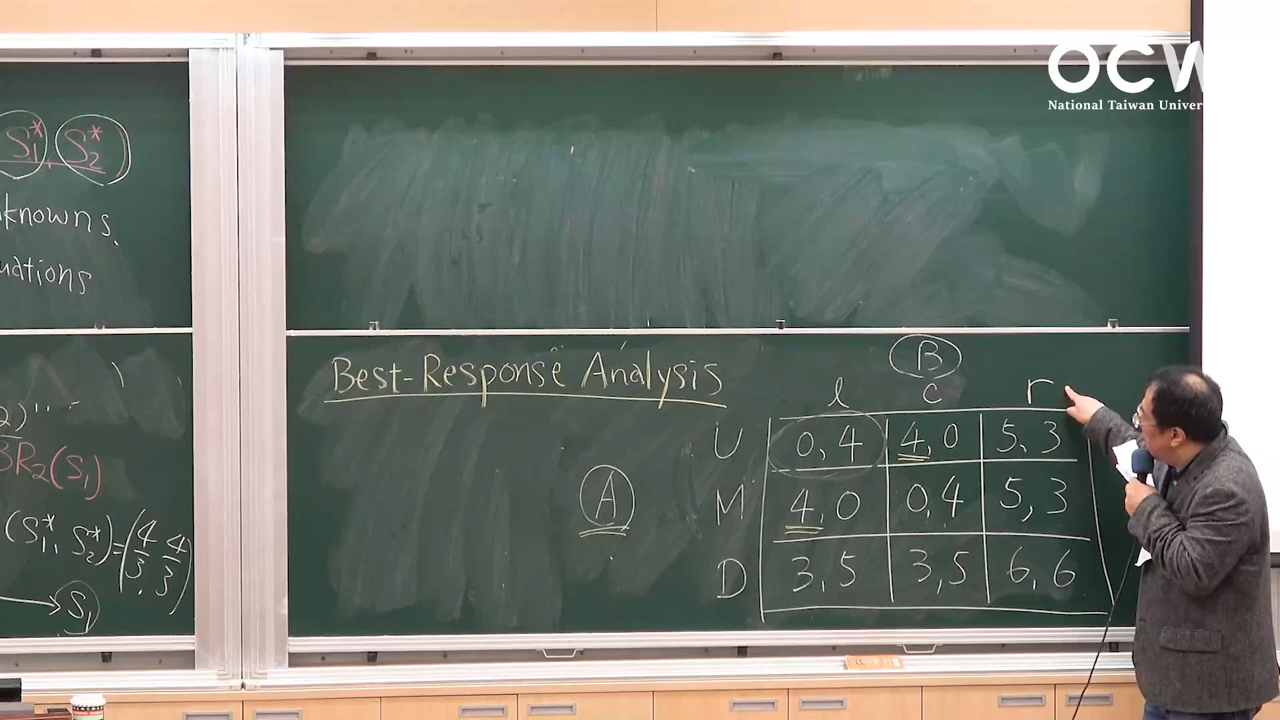 OCW
National Taiwan Univer
S₁*, S₂*
knowns.
uations
2)"
BR₂(S₁)
(S₁*, S₂*)=(4/3, 4/3)
→ S₁
Best-Response Analysis
A
B
l c r
U 0,4 4,0 5,3
M 4,0 0,4 5,3
D 3,5 3,5 6,6